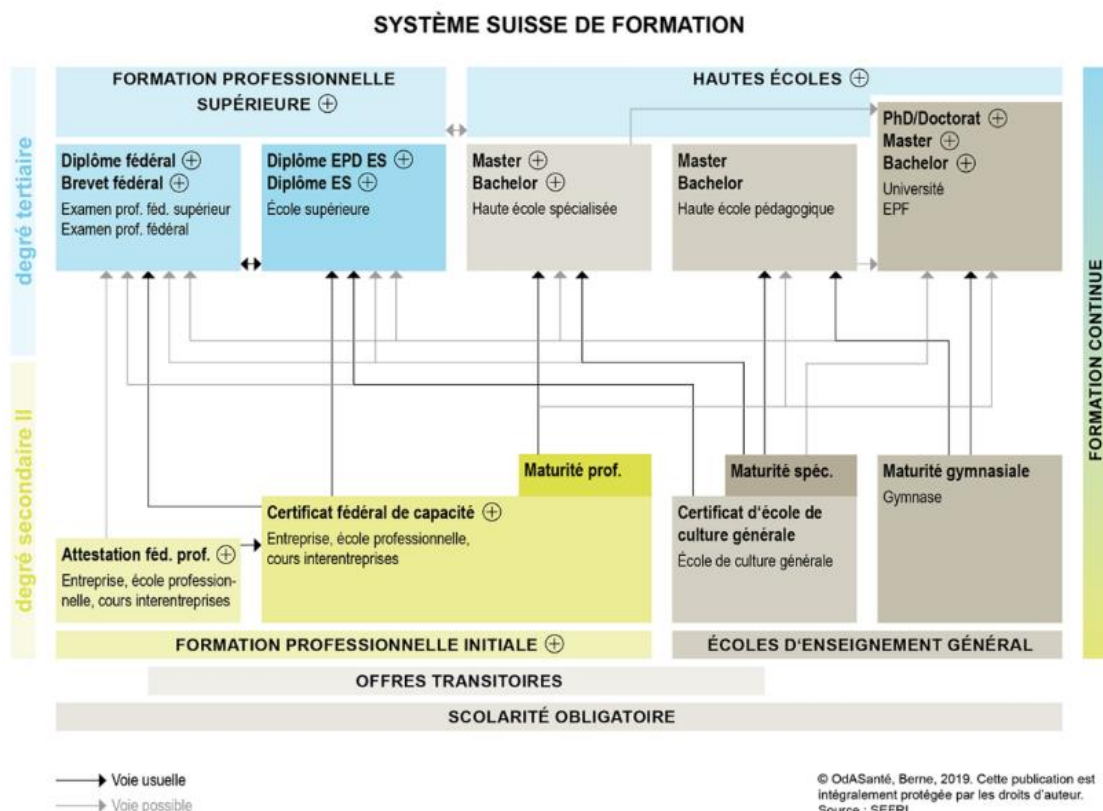 SYSTÈME SUISSE DE FORMATION
FORMATION PROFESSIONNELLE
SUPÉRIEURE
HAUTES ÉCOLES
degré tertiaire
Diplôme fédéral
Brevet fédéral
Examen prof. féd. supérieur
Examen prof. fédéral
Diplôme EPD ES
Diplôme ES
École supérieure
Master
Bachelor
Haute école spécialisée
Master
Bachelor
Haute école pédagogique
PhD/Doctorat
Master
Bachelor
Université
EPF
FORMATION CONTINUE
degré secondaire II
Maturité prof.
Certificat fédéral de capacité
Entreprise, école professionnelle,
cours interentreprises
Attestation féd. prof.
Entreprise, école profession-
nelle, cours interentreprises
Maturité spéc.
Certificat d'école de
culture générale
École de culture générale
Maturité gymnasiale
Gymnase
FORMATION PROFESSIONNELLE INITIALE
ÉCOLES D'ENSEIGNEMENT GÉNÉRAL
OFFRES TRANSITOIRES
SCOLARITÉ OBLIGATOIRE
Voie usuelle
Voie possible
© OdASanté, Berne, 2019. Cette publication est
intégralement protégée par les droits d'auteur.
Source : SEFRI